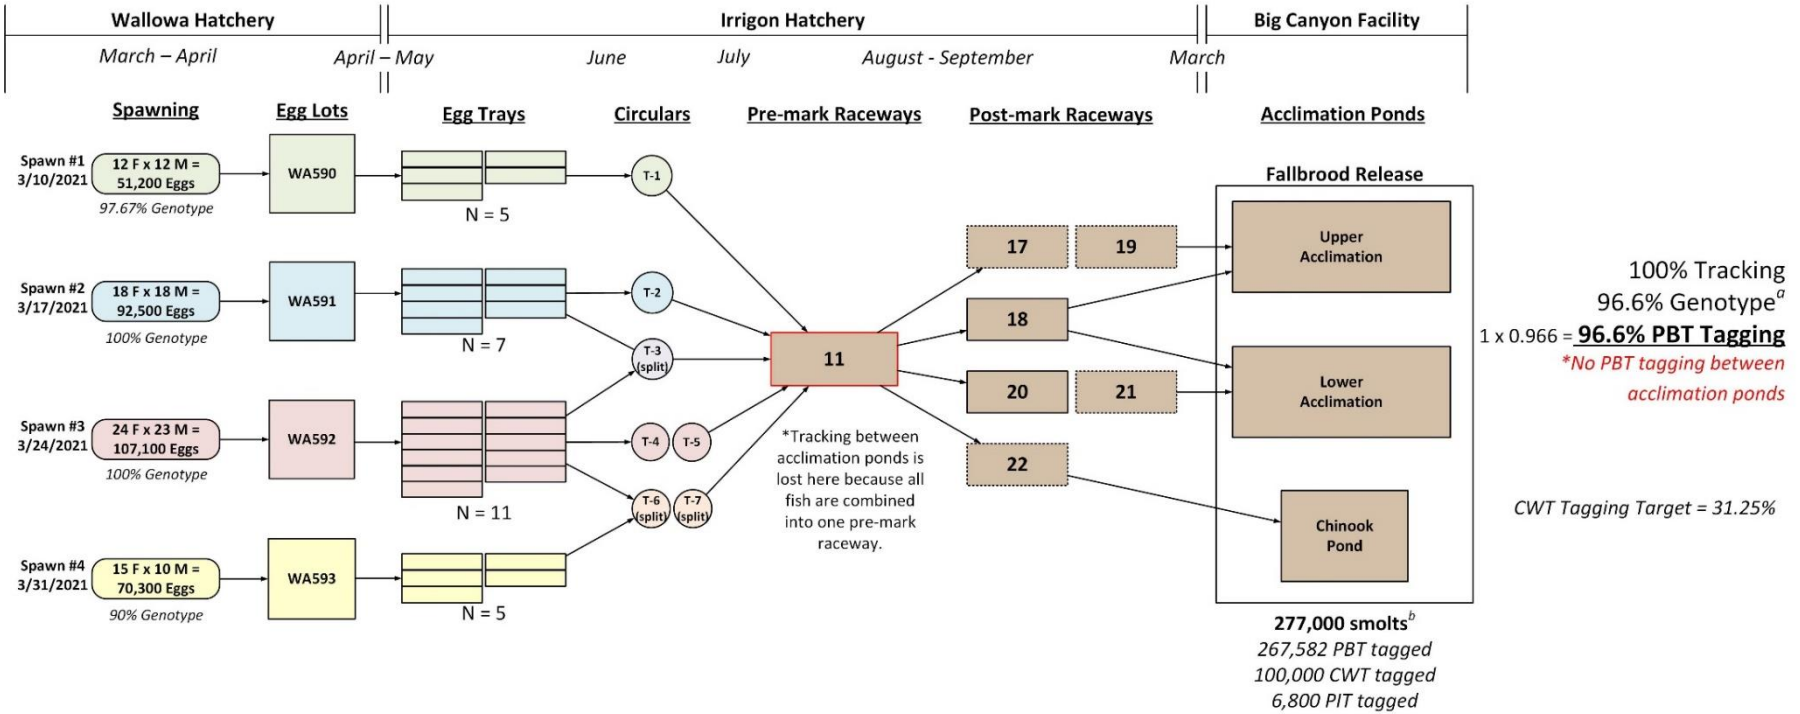 Wallowa Hatchery
Irrigon Hatchery
Big Canyon Facility
March – April
April – May
June
July
August - September
March
Spawning
Egg Lots
Egg Trays
Circulars
Pre-mark Raceways
Post-mark Raceways
Acclimation Ponds
Spawn #1
3/10/2021
12 F x 12 M =
51,200 Eggs
97.67% Genotype
WA590
N = 5
T-1
Spawn #2
3/17/2021
18 F x 18 M =
92,500 Eggs
100% Genotype
WA591
N = 7
T-2
T-3
(split)
Spawn #3
3/24/2021
24 F x 23 M =
107,100 Eggs
100% Genotype
WA592
N = 11
T-4
T-5
T-6
(split)
T-7
(split)
Spawn #4
3/31/2021
15 F x 10 M =
70,300 Eggs
90% Genotype
WA593
N = 5
11
*Tracking between
acclimation ponds is
lost here because all
fish are combined
into one pre-mark
raceway.
17
19
18
20
21
22
Fallbrood Release
Upper
Acclimation
Lower
Acclimation
Chinook
Pond
277,000 smolts^b
267,582 PBT tagged
100,000 CWT tagged
6,800 PIT tagged
100% Tracking
96.6% Genotype^a
1 x 0.966 = 96.6% PBT Tagging
*No PBT tagging between
acclimation ponds
CWT Tagging Target = 31.25%